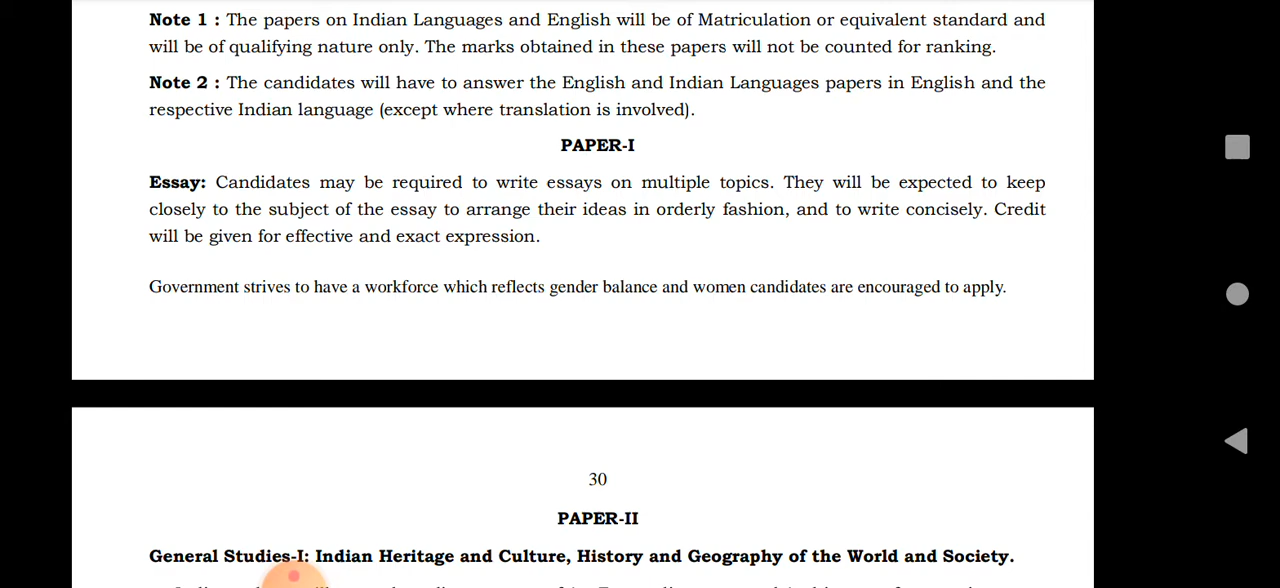 Note 1 : The papers on Indian Languages and English will be of Matriculation or equivalent standard and
will be of qualifying nature only. The marks obtained in these papers will not be counted for ranking.
Note 2 : The candidates will have to answer the English and Indian Languages papers in English and the
respective Indian language (except where translation is involved).
PAPER-I
Essay: Candidates may be required to write essays on multiple topics. They will be expected to keep
closely to the subject of the essay to arrange their ideas in orderly fashion, and to write concisely. Credit
will be given for effective and exact expression.
Government strives to have a workforce which reflects gender balance and women candidates are encouraged to apply.
30
PAPER-II
General Studies-I: Indian Heritage and Culture, History and Geography of the World and Society.